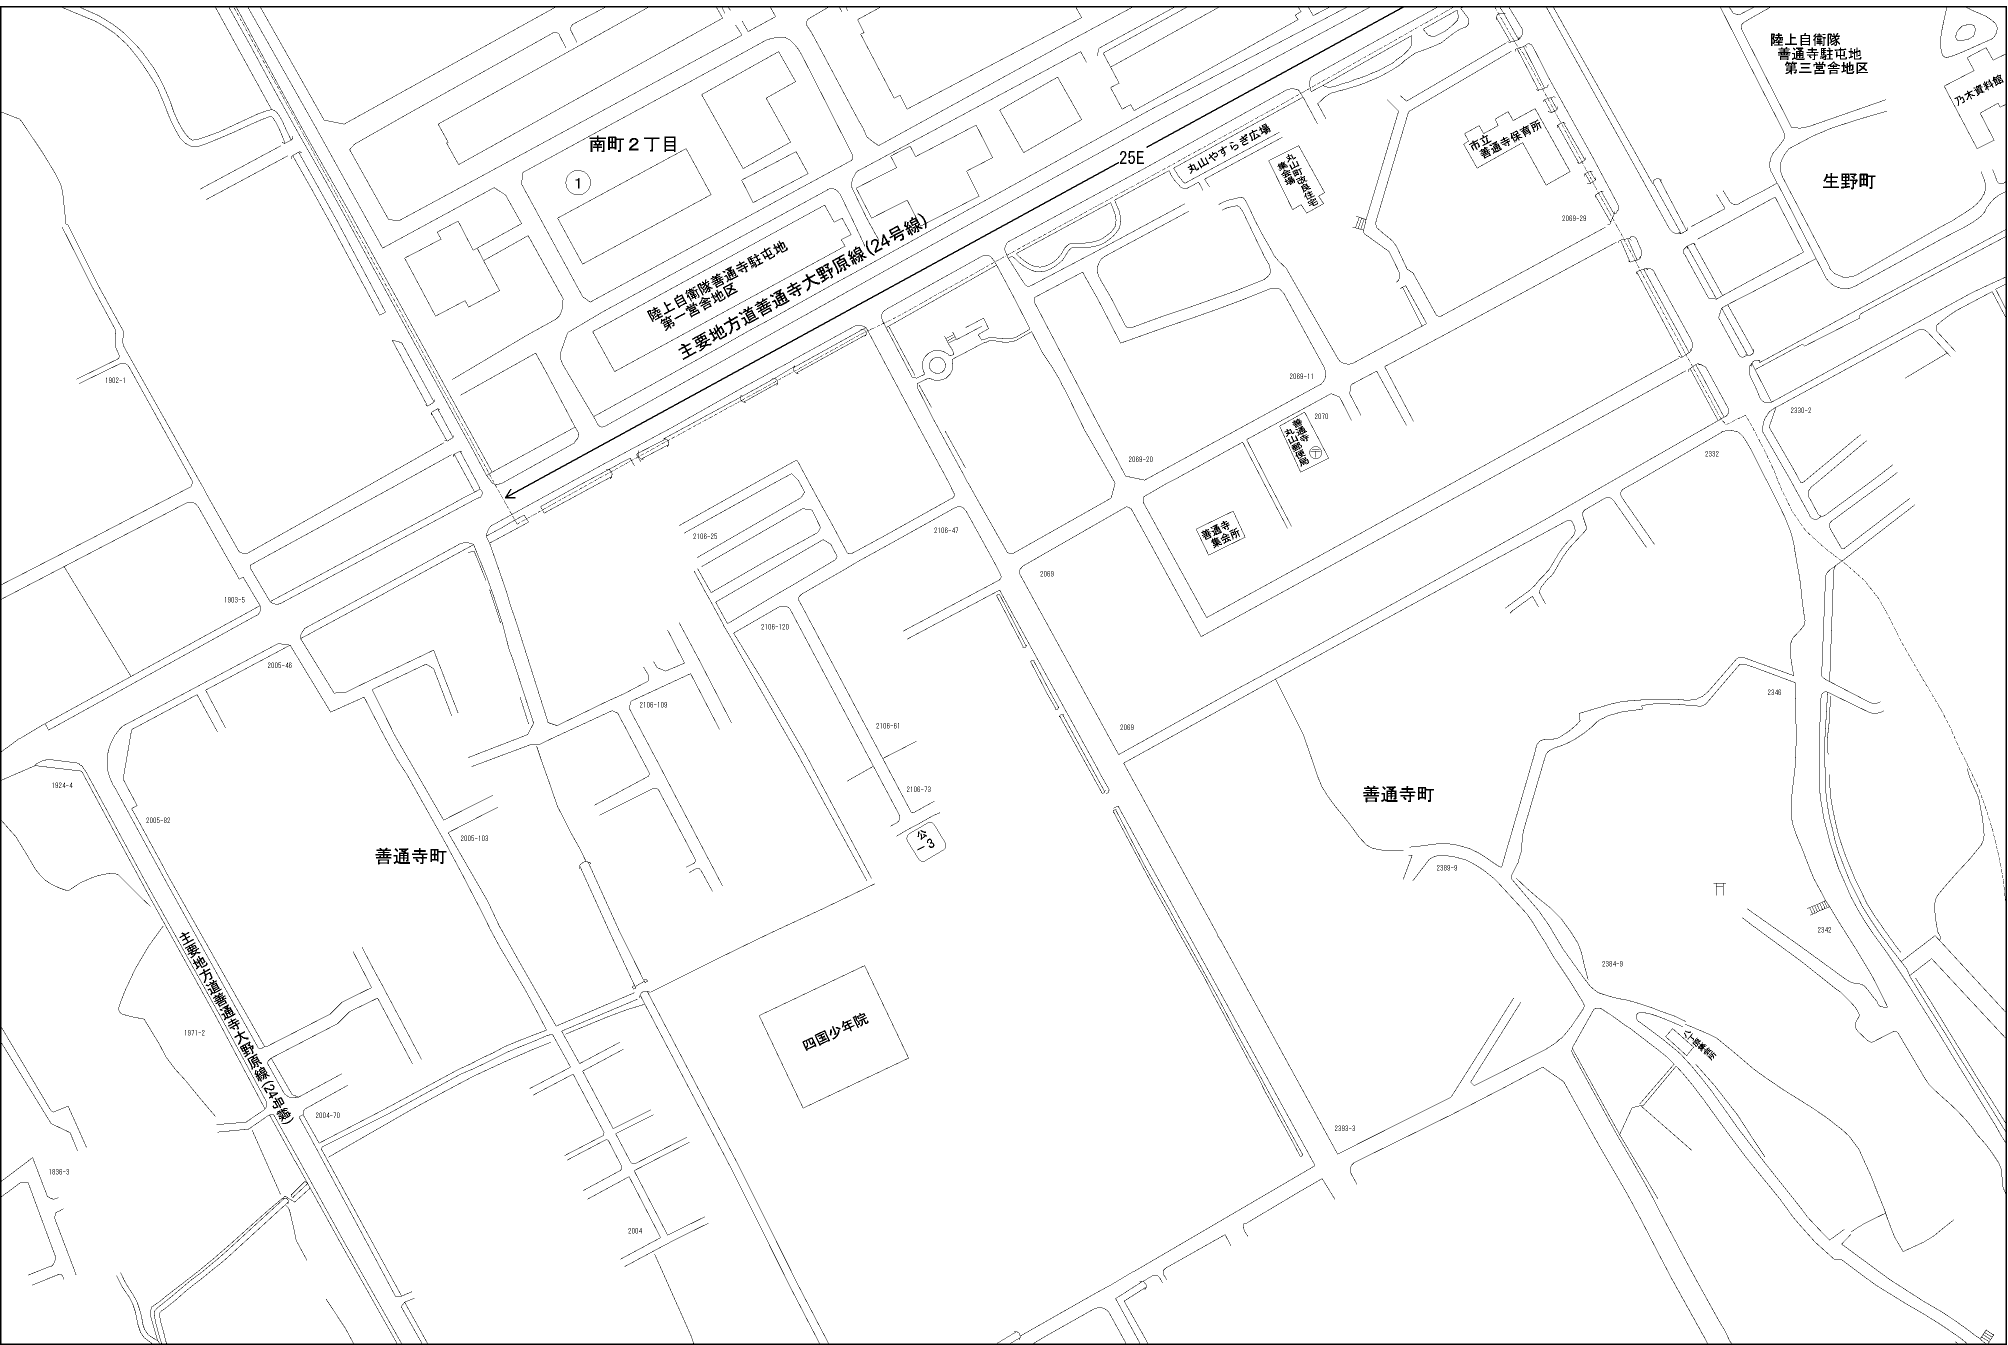 陸上自衛隊
善通寺駐屯地
第三営舎地区
乃木資料館
南町２丁目
1
25E
丸山やすらぎ広場
丸山町改良住宅
集会場
市立
善通寺保育所
生野町
2069-29
陸上自衛隊善通寺駐屯地
第一営舎地区
主要地方道善通寺大野原線(24号線)
1902-1
2069-11
2070
善通寺
丸山郵便局
〒
2330-2
2332
2069-20
2106-25
2106-47
善通寺
集会所
2069
1903-5
2106-120
2005-46
2346
2106-109
2106-61
2069
1924-4
2106-73
善通寺町
2005-82
2005-103
公
-3
善通寺町
2389-9
2342
2384-9
主要地方道善通寺大野原線(24号線)
1971-2
四国少年院
2004-70
2393-3
1836-3
2004